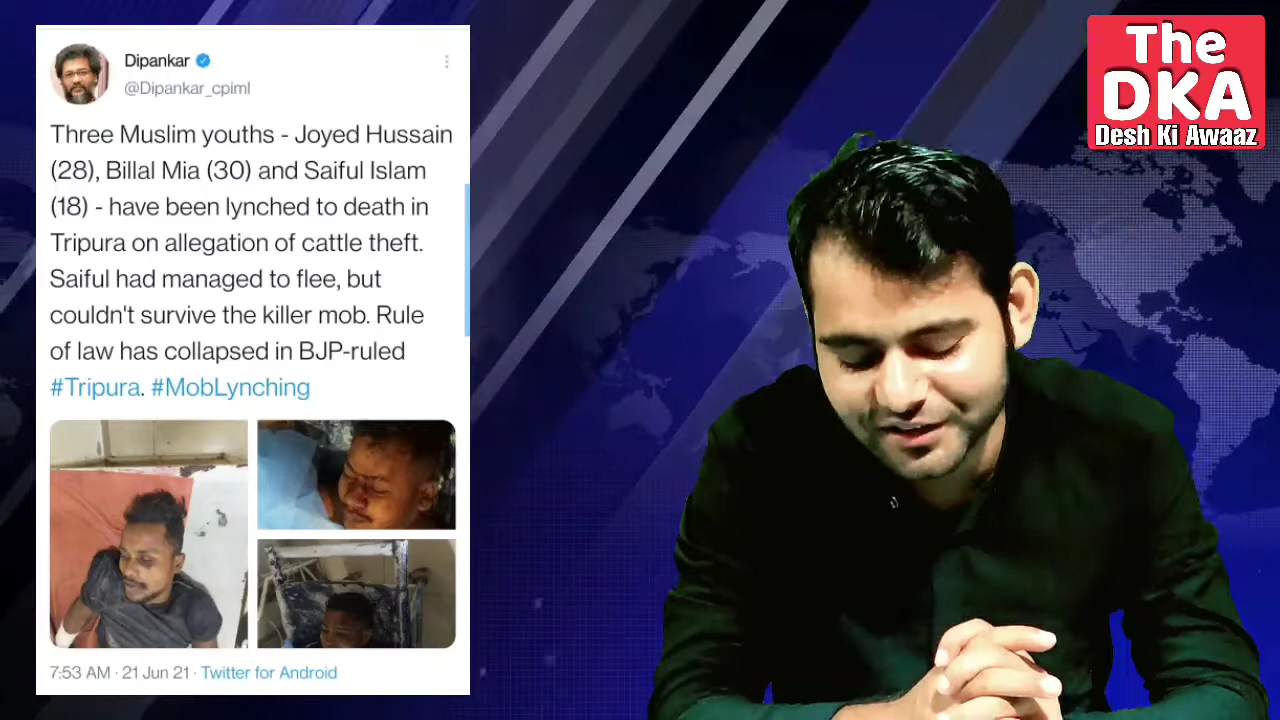 Dipankar
@Dipankar_cpiml
Three Muslim youths - Joyed Hussain
(28), Billal Mia (30) and Saiful Islam
(18) - have been lynched to death in
Tripura on allegation of cattle theft.
Saiful had managed to flee, but
couldn't survive the killer mob. Rule
of law has collapsed in BJP-ruled
#Tripura. #MobLynching
7:53 AM · 21 Jun 21 · Twitter for Android
The
DKA
Desh Ki Awaaz